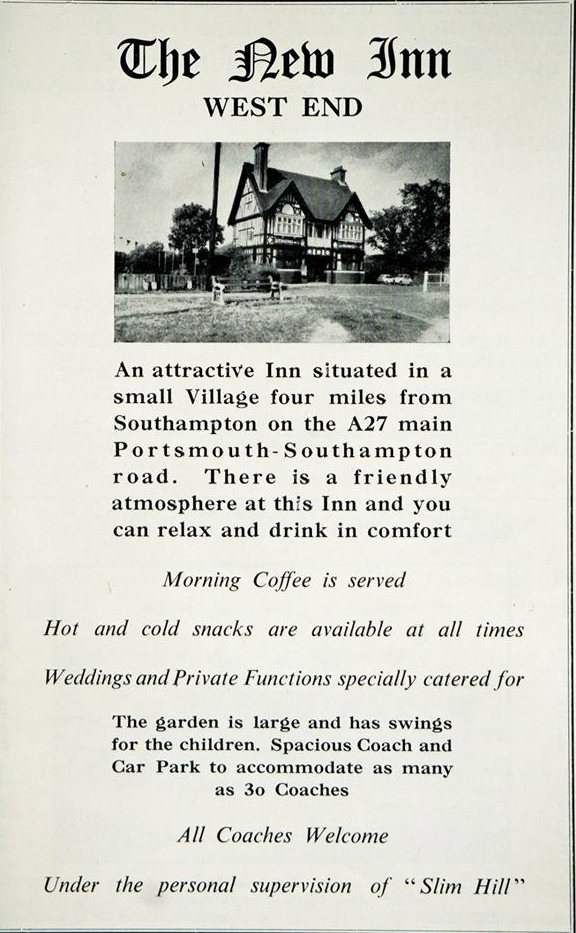 The New Inn
WEST END
An attractive Inn situated in a
small Village four miles from
Southampton on the A27 main
Portsmouth-Southampton
road. There is a friendly
atmosphere at this Inn and you
can relax and drink in comfort
Morning Coffee is served
Hot and cold snacks are available at all times
Weddings and Private Functions specially catered for
The garden is large and has swings
for the children. Spacious Coach and
Car Park to accommodate as many
as 3o Coaches
All Coaches Welcome
Under the personal supervision of “Slim Hill”